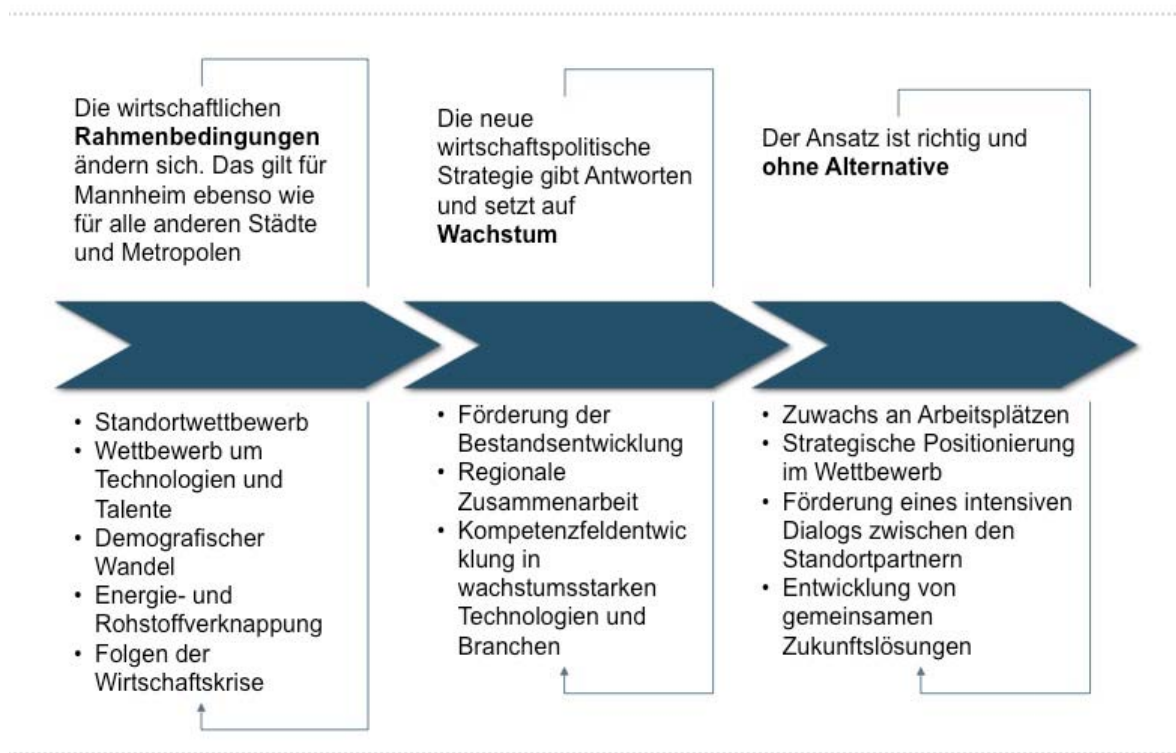 Die wirtschaftlichen
Rahmenbedingungen
ändern sich. Das gilt für
Mannheim ebenso wie
für alle anderen Städte
und Metropolen
• Standortwettbewerb
• Wettbewerb um
Technologien und
Talente
• Demografischer
Wandel
• Energie- und
Rohstoffverknappung
• Folgen der
Wirtschaftskrise
Die neue
wirtschaftspolitische
Strategie gibt Antworten
und setzt auf
Wachstum
• Förderung der
Bestandsentwicklung
• Regionale
Zusammenarbeit
• Kompetenzfeldentwic
klung in
wachstumsstarken
Technologien und
Branchen
Der Ansatz ist richtig und
ohne Alternative
• Zuwachs an Arbeitsplätzen
• Strategische Positionierung
im Wettbewerb
• Förderung eines intensiven
Dialogs zwischen den
Standortpartnern
• Entwicklung von
gemeinsamen
Zukunftslösungen